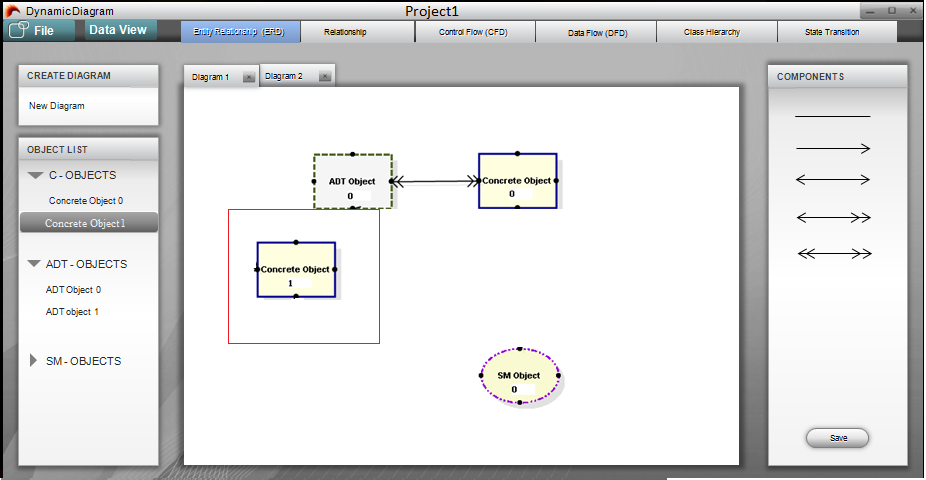 DynamicDiagram
Project1
File
Data View
Entity Relationship (ERD)
Relationship
Control Flow (CFD)
Data Flow (DFD)
Class Hierarchy
State Transition
CREATE DIAGRAM
New Diagram
OBJECT LIST
C - OBJECTS
Concrete Object 0
Concrete Object1
ADT - OBJECTS
ADT Object 0
ADT object 1
SM - OBJECTS
Diagram 1
Diagram 2
ADT Object
0
Concrete Object
0
Concrete Object
1
SM Object
0
COMPONENTS
Save